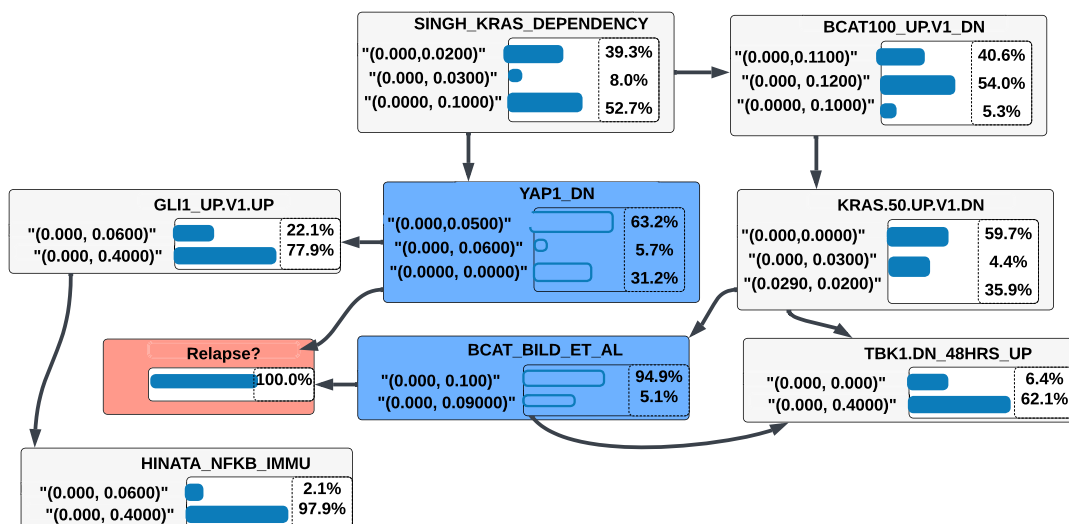 SINGH_KRAS_DEPENDENCY
"(0.000,0.0200)" 39.3%
"(0.000, 0.0300)" 8.0%
"(0.0000, 0.1000)" 52.7%
BCAT100_UP.V1_DN
"(0.000,0.1100)" 40.6%
"(0.000, 0.1200)" 54.0%
"(0.0000, 0.1000)" 5.3%
YAP1_DN
"(0.000,0.0500)" 63.2%
"(0.000, 0.0600)" 5.7%
"(0.0000, 0.0000)" 31.2%
GLI1_UP.V1.UP
"(0.000, 0.0600)" 22.1%
"(0.000, 0.4000)" 77.9%
KRAS.50.UP.V1.DN
"(0.000,0.0000)" 59.7%
"(0.000, 0.0300)" 4.4%
"(0.0290, 0.0200)" 35.9%
Relapse?
100.0%
BCAT_BILD_ET_AL
"(0.000, 0.100)" 94.9%
"(0.000, 0.09000)" 5.1%
TBK1.DN_48HRS_UP
"(0.000, 0.000)" 6.4%
"(0.000, 0.4000)" 62.1%
HINATA_NFKB_IMMU
"(0.000, 0.0600)" 2.1%
"(0.000, 0.4000)" 97.9%